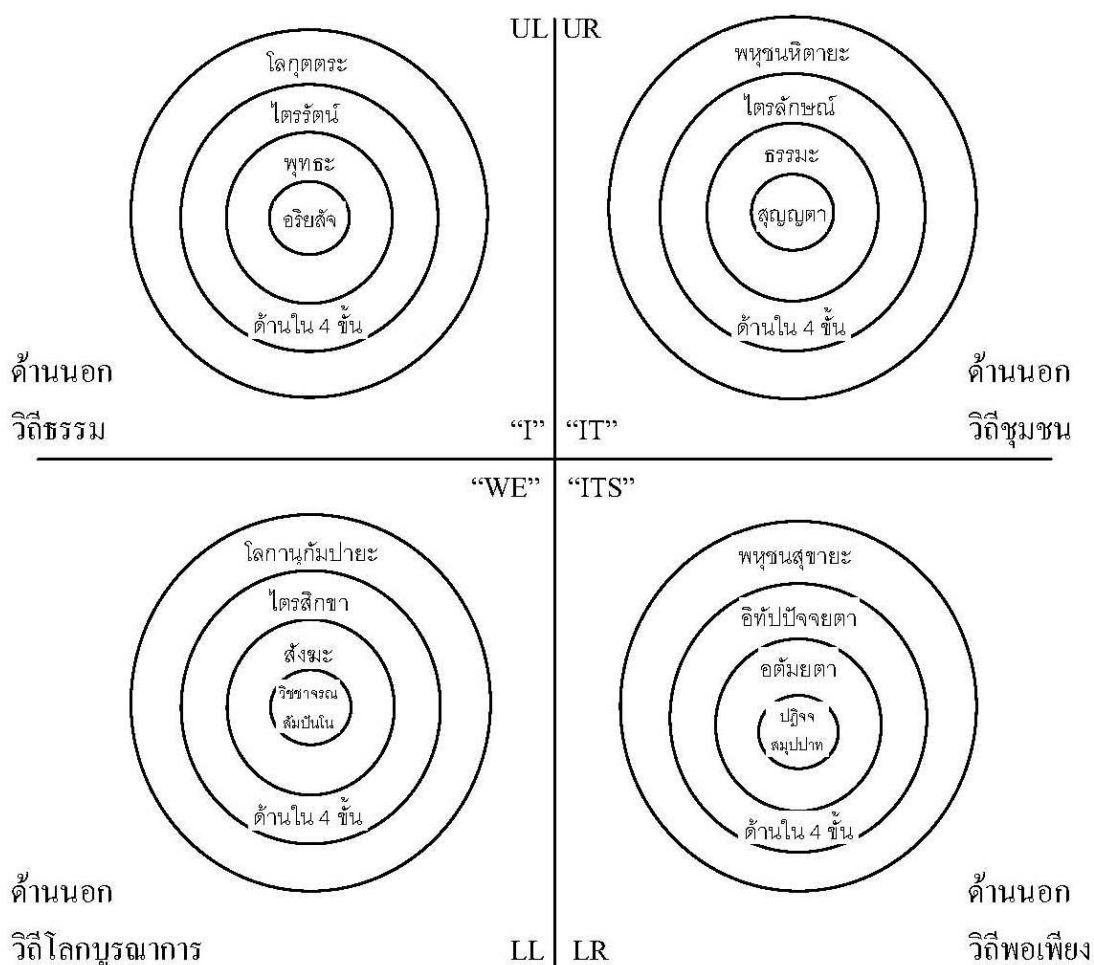 UL
โลกุตตระ
ไตรรัตน์
พุทธะ
อริยสัจ
ด้านใน 4 ขั้น
ด้านนอก
วิถีธรรม
“I”
UR
พหุชนหิตายะ
ไตรลักษณ์
ธรรมะ
สุญญตา
ด้านใน 4 ขั้น
ด้านนอก
วิถีชุมชน
“IT”
“WE”
โลกานุกัมปายะ
ไตรสิกขา
สังฆะ
วิชชาจรณ
สัมปันโน
ด้านใน 4 ขั้น
ด้านนอก
วิถีโลกบูรณาการ
LL
“ITS”
พหุชนสุขายะ
อิทัปปัจจยตา
อตัมยตา
ปฏิจจ
สมุปปาท
ด้านใน 4 ขั้น
ด้านนอก
วิถีพอเพียง
LR